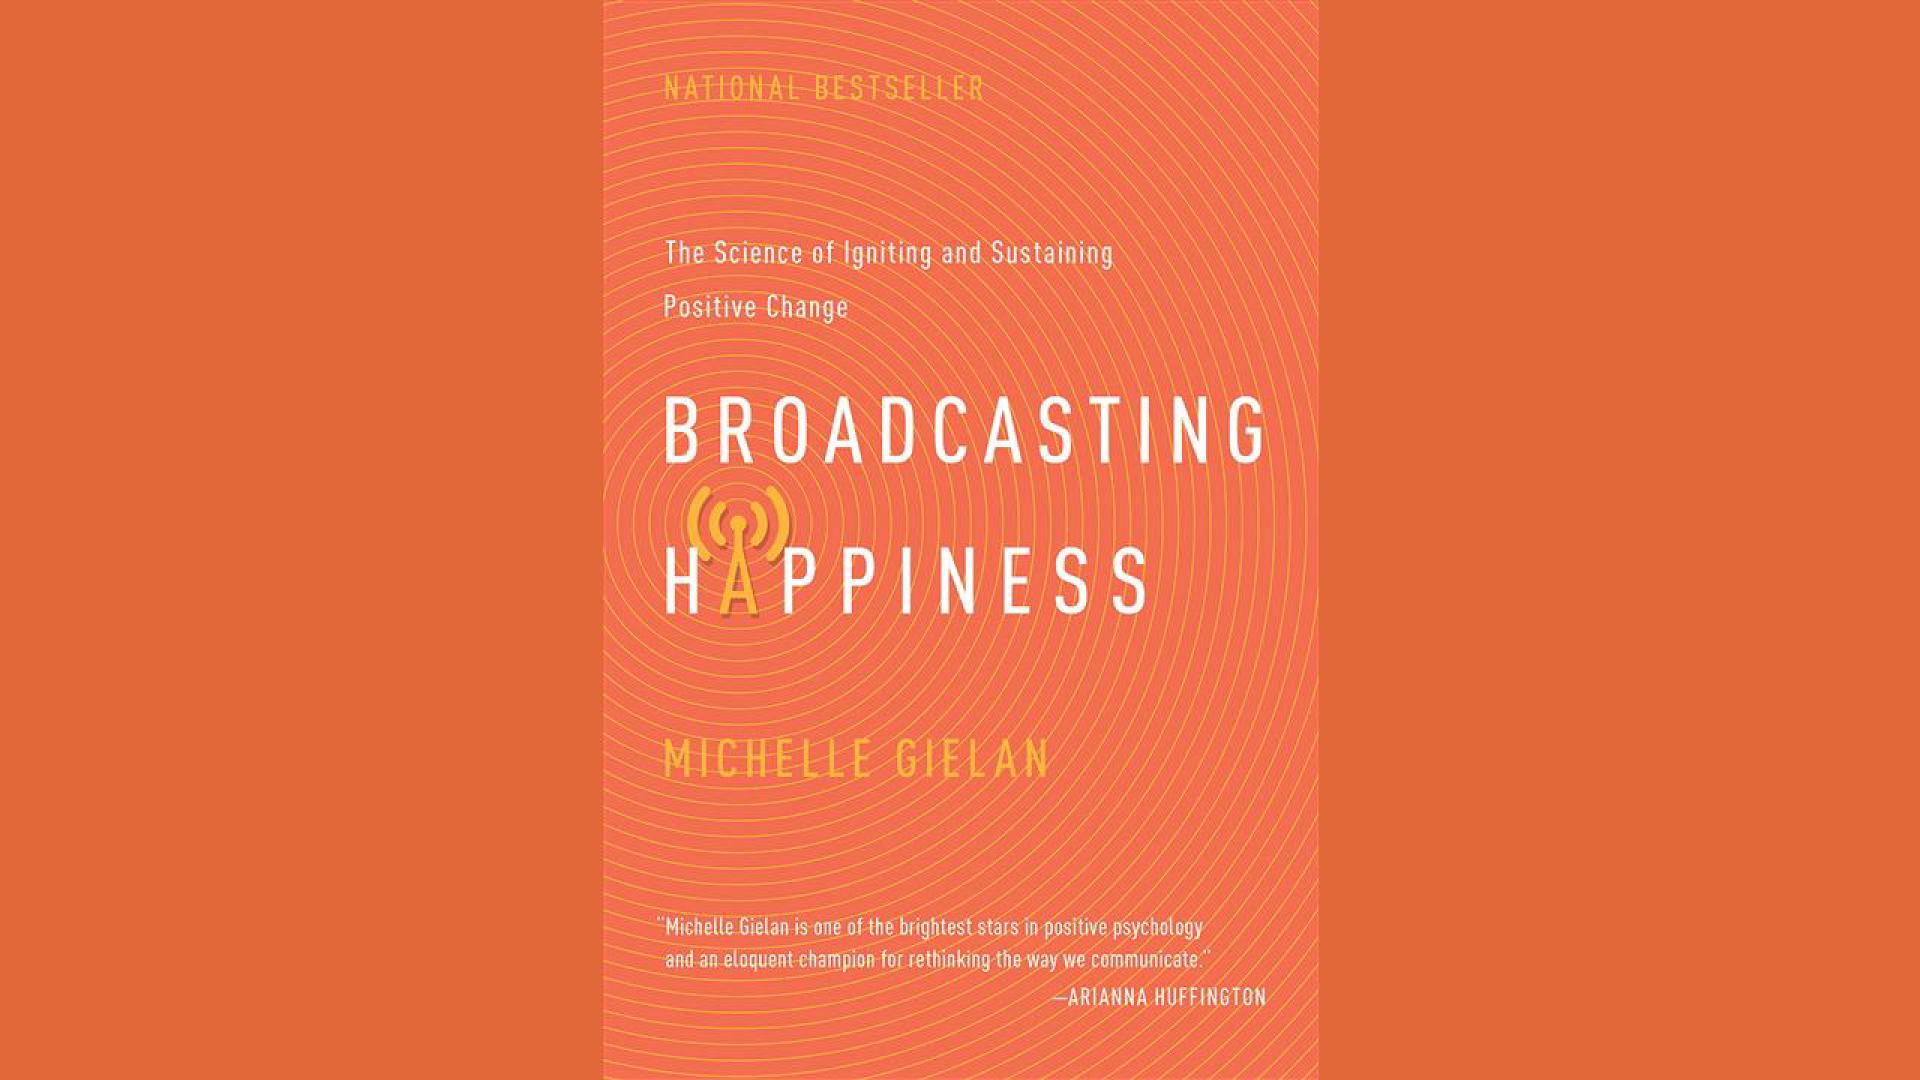 NATIONAL BESTSELLER
The Science of Igniting and Sustaining
Positive Change
BROADCASTING
HAPPINESS
MICHELLE GIELAN
"Michelle Gielan is one of the brightest stars in positive psychology
and an eloquent champion for rethinking the way we communicate."
—ARIANNA HUFFINGTON